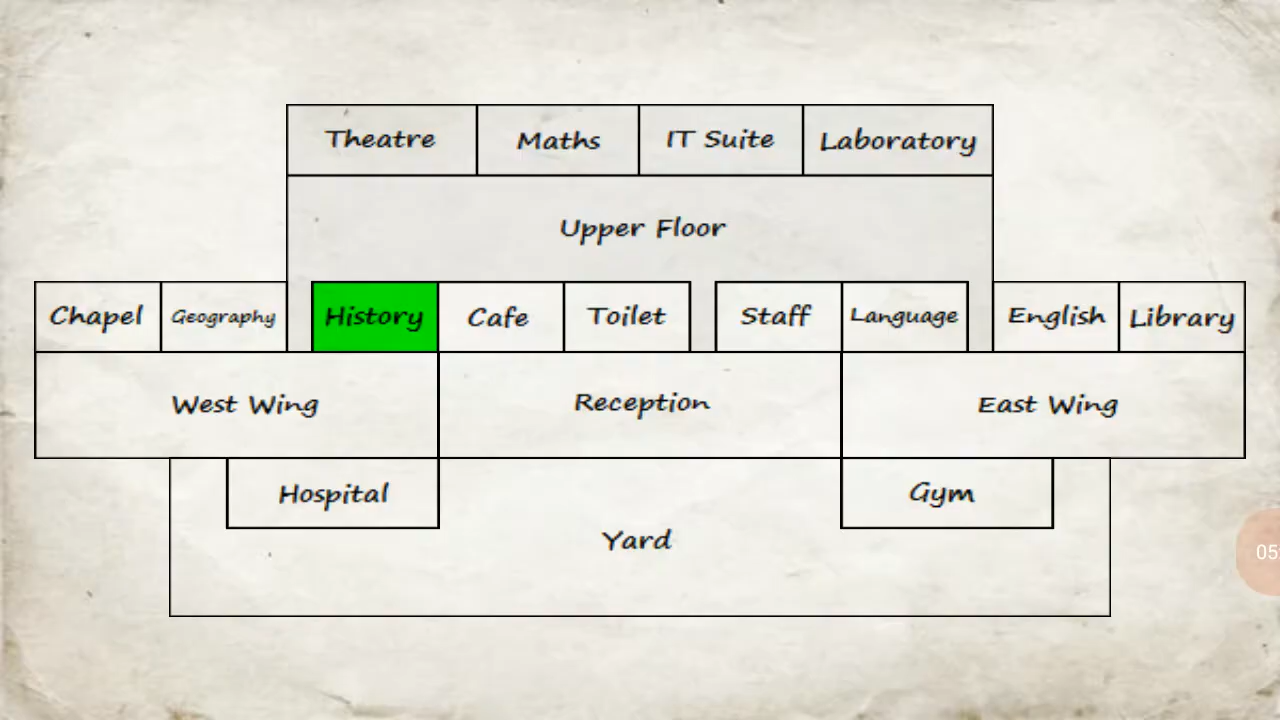 Theatre
Maths
IT Suite
Laboratory
Upper Floor
Chapel
Geography
History
Cafe
Toilet
Staff
Language
English
Library
West Wing
Reception
East Wing
Hospital
Gym
Yard